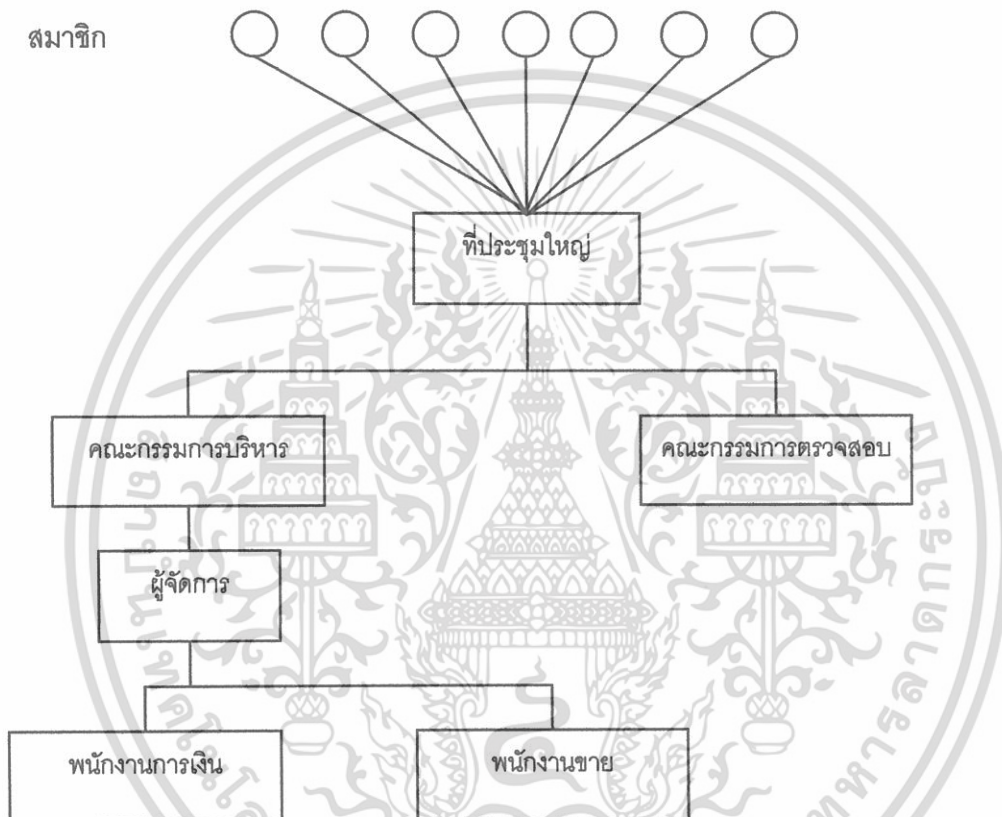 สมาชิก
ที่ประชุมใหญ่
คณะกรรมการบริหาร
คณะกรรมการตรวจสอบ
ผู้จัดการ
พนักงานการเงิน
พนักงานขาย